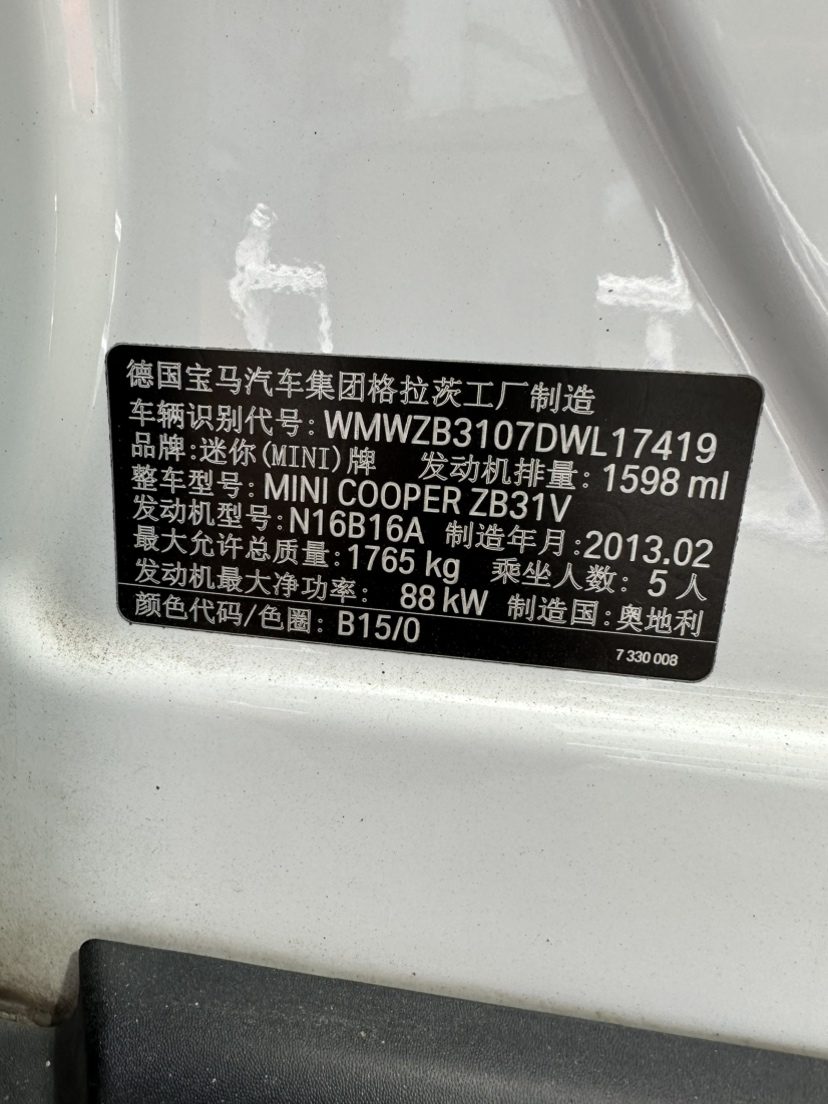 德国宝马汽车集团格拉茨工厂制造
车辆识别代号: WMWZB3107DWL17419
品牌:迷你(MINI)牌 发动机排量: 1598 ml
整车型号: MINI COOPER ZB31V
发动机型号:N16B16A 制造年月:2013.02
最大允许总质量:1765 kg 乘坐人数: 5 人
发动机最大净功率: 88 kW 制造国:奥地利
颜色代码/色圈: B15/0
7 330 008